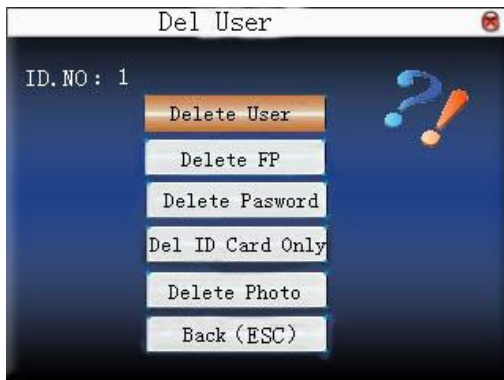 Del User
ID.NO: 1
Delete User
Delete FP
Delete Pasword
Del ID Card Only
Delete Photo
Back (ESC)